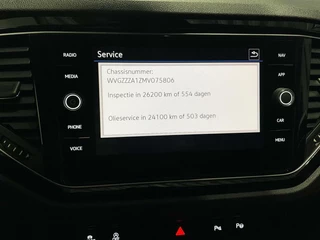 Service
RADIO
MEDIA
PHONE
VOICE
Chassisnummer:
WVGZZZA1ZMV075806
Inspectie in 26200 km of 554 dagen
Olieservice in 24100 km of 503 dagen
NAV
APP
CAR
MENU